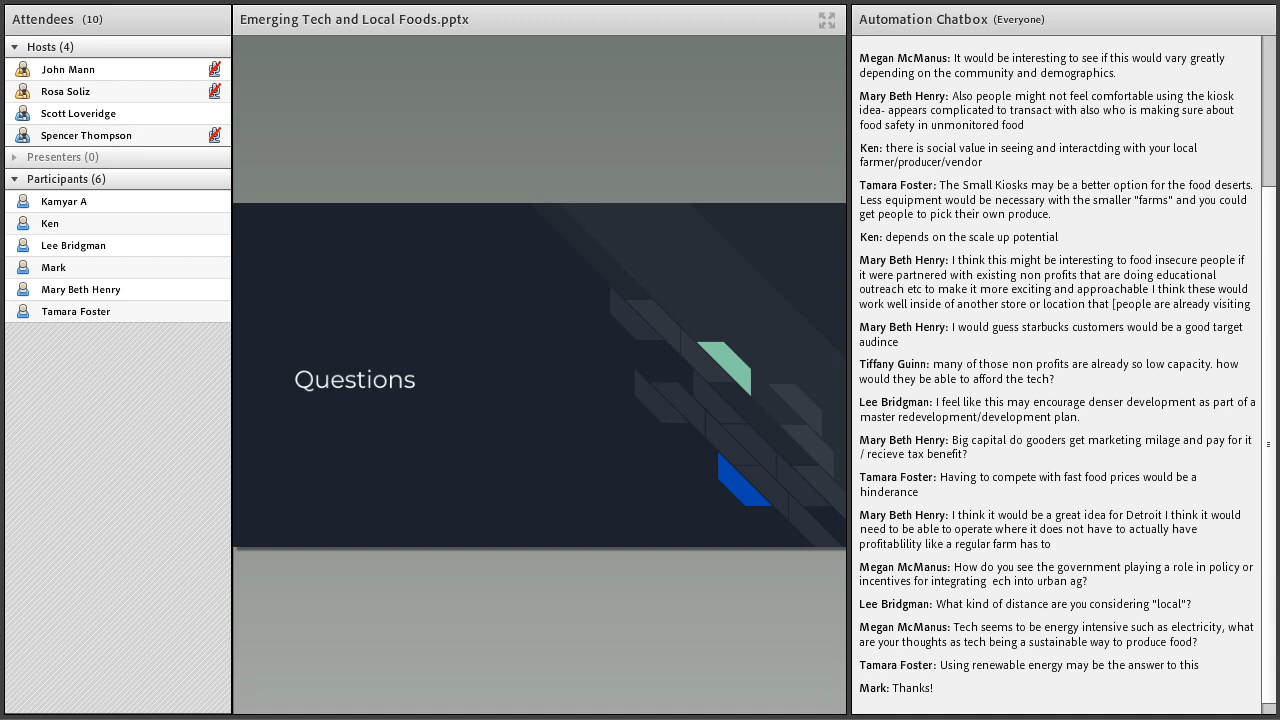 Attendees (10)
Hosts (4)
John Mann
Rosa Soliz
Scott Loveridge
Spencer Thompson
Presenters (0)
Participants (6)
Kamyar A
Ken
Lee Bridgman
Mark
Mary Beth Henry
Tamara Foster
Emerging Tech and Local Foods.pptx
Questions
Automation Chatbox (Everyone)
Megan McManus: It would be interesting to see if this would vary greatly
depending on the community and demographics.
Mary Beth Henry: Also people might not feel comfortable using the kiosk
idea- appears complicated to transact with also who is making sure about
food safety in unmonitored food
Ken: there is social value in seeing and interactding with your local
farmer/producer/vendor
Tamara Foster: The Small Kiosks may be a better option for the food deserts.
Less equipment would be necessary with the smaller "farms" and you could
get people to pick their own produce.
Ken: depends on the scale up potential
Mary Beth Henry: I think this might be interesting to food insecure people if
it were partnered with existing non profits that are doing educational
outreach etc to make it more exciting and approachable I think these would
work well inside of another store or location that [people are already visiting
Mary Beth Henry: I would guess starbucks customers would be a good target
audince
Tiffany Guinn: many of those non profits are already so low capacity. how
would they be able to afford the tech?
Lee Bridgman: I feel like this may encourage denser development as part of a
master redevelopment/development plan.
Mary Beth Henry: Big capital do gooders get marketing milage and pay for it
/ recieve tax benefit?
Tamara Foster: Having to compete with fast food prices would be a
hinderance
Mary Beth Henry: I think it would be a great idea for Detroit I think it would
need to be able to operate where it does not have to actually have
profitablility like a regular farm has to
Megan McManus: How do you see the government playing a role in policy or
incentives for integrating  ech into urban ag?
Lee Bridgman: What kind of distance are you considering "local"?
Megan McManus: Tech seems to be energy intensive such as electricity, what
are your thoughts as tech being a sustainable way to produce food?
Tamara Foster: Using renewable energy may be the answer to this
Mark: Thanks!